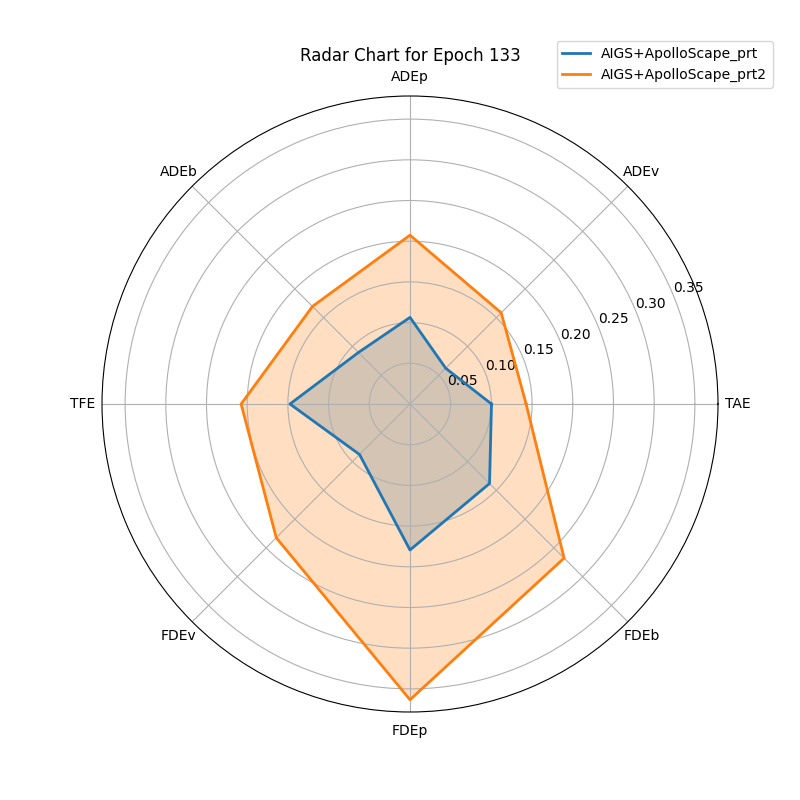 Radar Chart for Epoch 133
AIGS+ApolloScape_prt
AIGS+ApolloScape_prt2
ADEp
ADEb
ADEv
0.35
0.30
0.25
0.20
0.15
0.10
0.05
TFE
TAE
FDEv
FDEb
FDEp